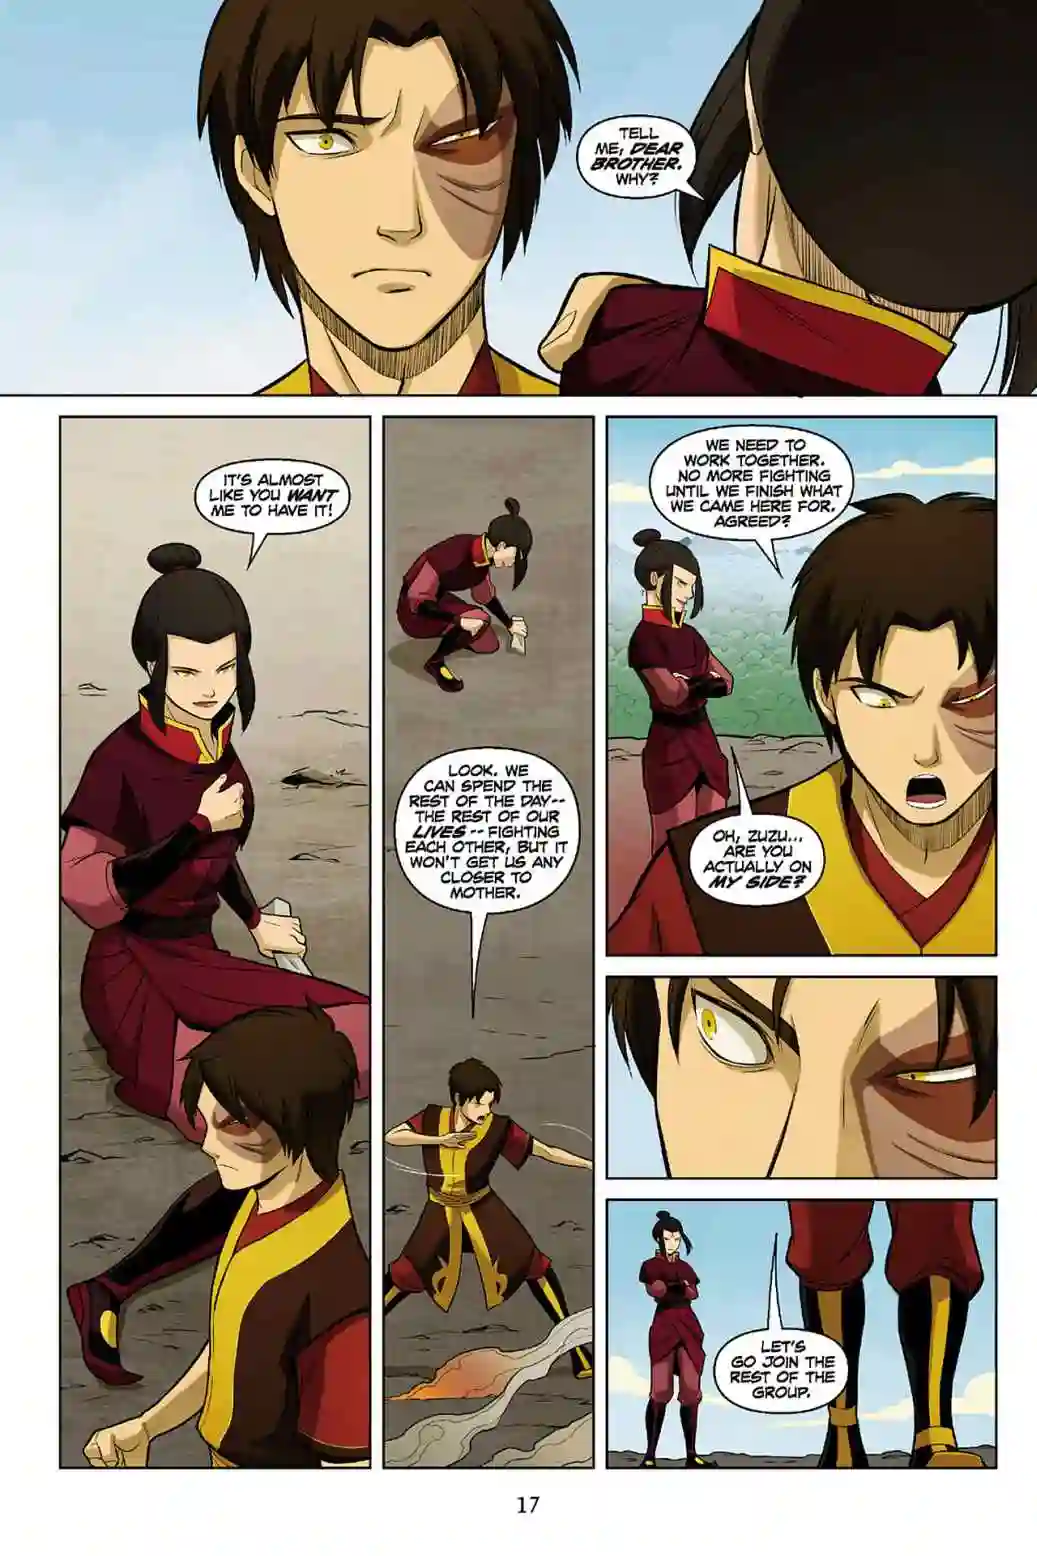 TELL
ME, DEAR
BROTHER.
WHY?
IT'S ALMOST
LIKE YOU WANT
ME TO HAVE IT!
LOOK. WE
CAN SPEND THE
REST OF THE DAY--
THE REST OF OUR
LIVES -- FIGHTING
EACH OTHER, BUT IT
WON'T GET US ANY
CLOSER TO
MOTHER.
WE NEED TO
WORK TOGETHER.
NO MORE FIGHTING
UNTIL WE FINISH WHAT
WE CAME HERE FOR.
AGREED?
OH, ZUZU...
ARE YOU
ACTUALLY ON
MY SIDE?
LET'S
GO JOIN THE
REST OF THE
GROUP.
17